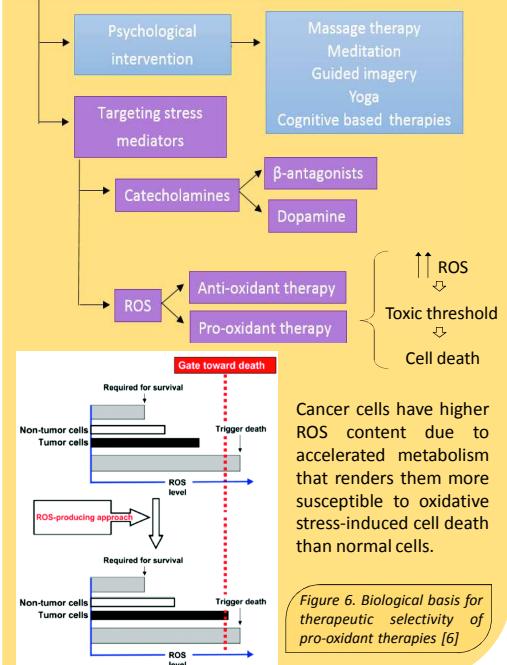 Psychological
intervention
Massage therapy
Meditation
Guided imagery
Yoga
Cognitive based therapies
Targeting stress
mediators
Catecholamines
β-antagonists
Dopamine
ROS
Anti-oxidant therapy
Pro-oxidant therapy
ROS
Toxic threshold
Cell death
Gate toward death
Required for survival
Trigger death
Non-tumor cells
Tumor cells
ROS
level
ROS-producing approach
Required for survival
Trigger death
Non-tumor cells
Tumor cells
ROS
level
Cancer cells have higher
ROS content due to
accelerated metabolism
that renders them more
susceptible to oxidative
stress-induced cell death
than normal cells.
Figure 6. Biological basis for
therapeutic selectivity of
pro-oxidant therapies [6]